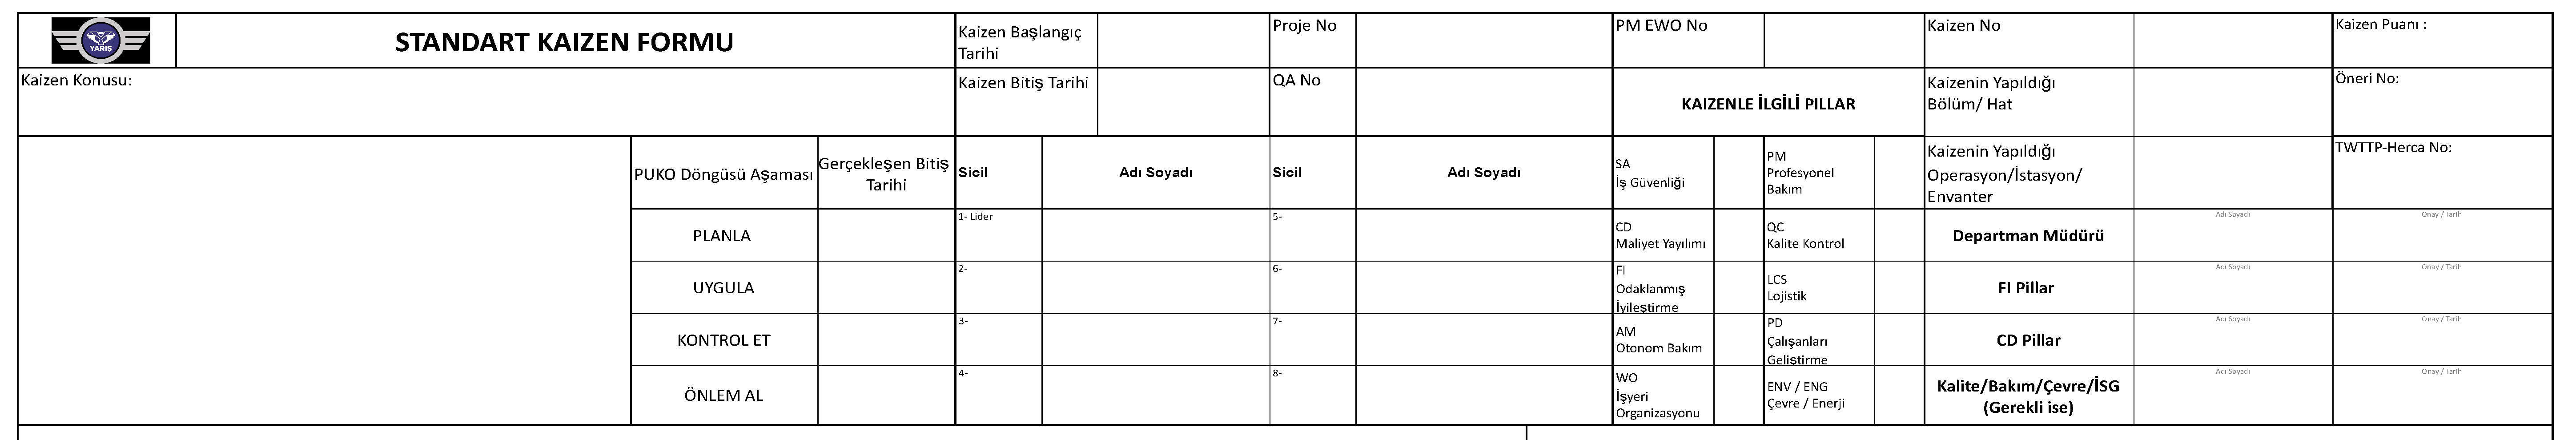 YARIŞ
STANDART KAIZEN FORMU
Kaizen Başlangıç
Tarihi
Proje No
PM EWO No
Kaizen No
Kaizen Puanı :
Kaizen Konusu:
Kaizen Bitiş Tarihi
QA No
KAIZENLE İLGİLİ PILLAR
Kaizenin Yapıldığı
Bölüm/ Hat
Öneri No:
PUKO Döngüsü Aşaması
Gerçekleşen Bitiş
Tarihi
Sicil
Adı Soyadı
Sicil
Adı Soyadı
SA
İş Güvenliği
PM
Profesyonel
Bakım
Kaizenin Yapıldığı
Operasyon/İstasyon/
Envanter
TWTTP-Herca No:
PLANLA
1- Lider
5-
CD
Maliyet Yayılımı
QC
Kalite Kontrol
Departman Müdürü
Adı Soyadı
Onay / Tarih
UYGULA
2-
6-
FI
Odaklanmış
İyileştirme
LCS
Lojistik
FI Pillar
Adı Soyadı
Onay / Tarih
KONTROL ET
3-
7-
AM
Otonom Bakım
PD
Çalışanları
Geliştirme
CD Pillar
Adı Soyadı
Onay / Tarih
ÖNLEM AL
4-
8-
WO
İşyeri
Organizasyonu
ENV / ENG
Çevre / Enerji
Kalite/Bakım/Çevre/İSG
(Gerekli ise)
Adı Soyadı
Onay / Tarih